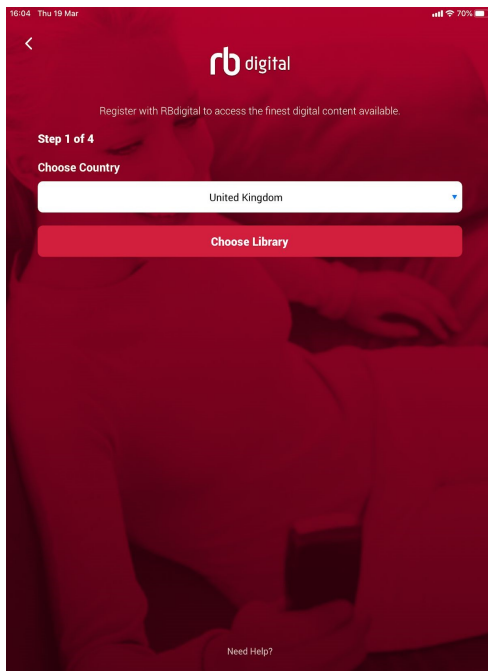 16:04 Thu 19 Mar 70%
rb digital
Register with RBdigital to access the finest digital content available.
Step 1 of 4
Choose Country
United Kingdom
Choose Library
Need Help?